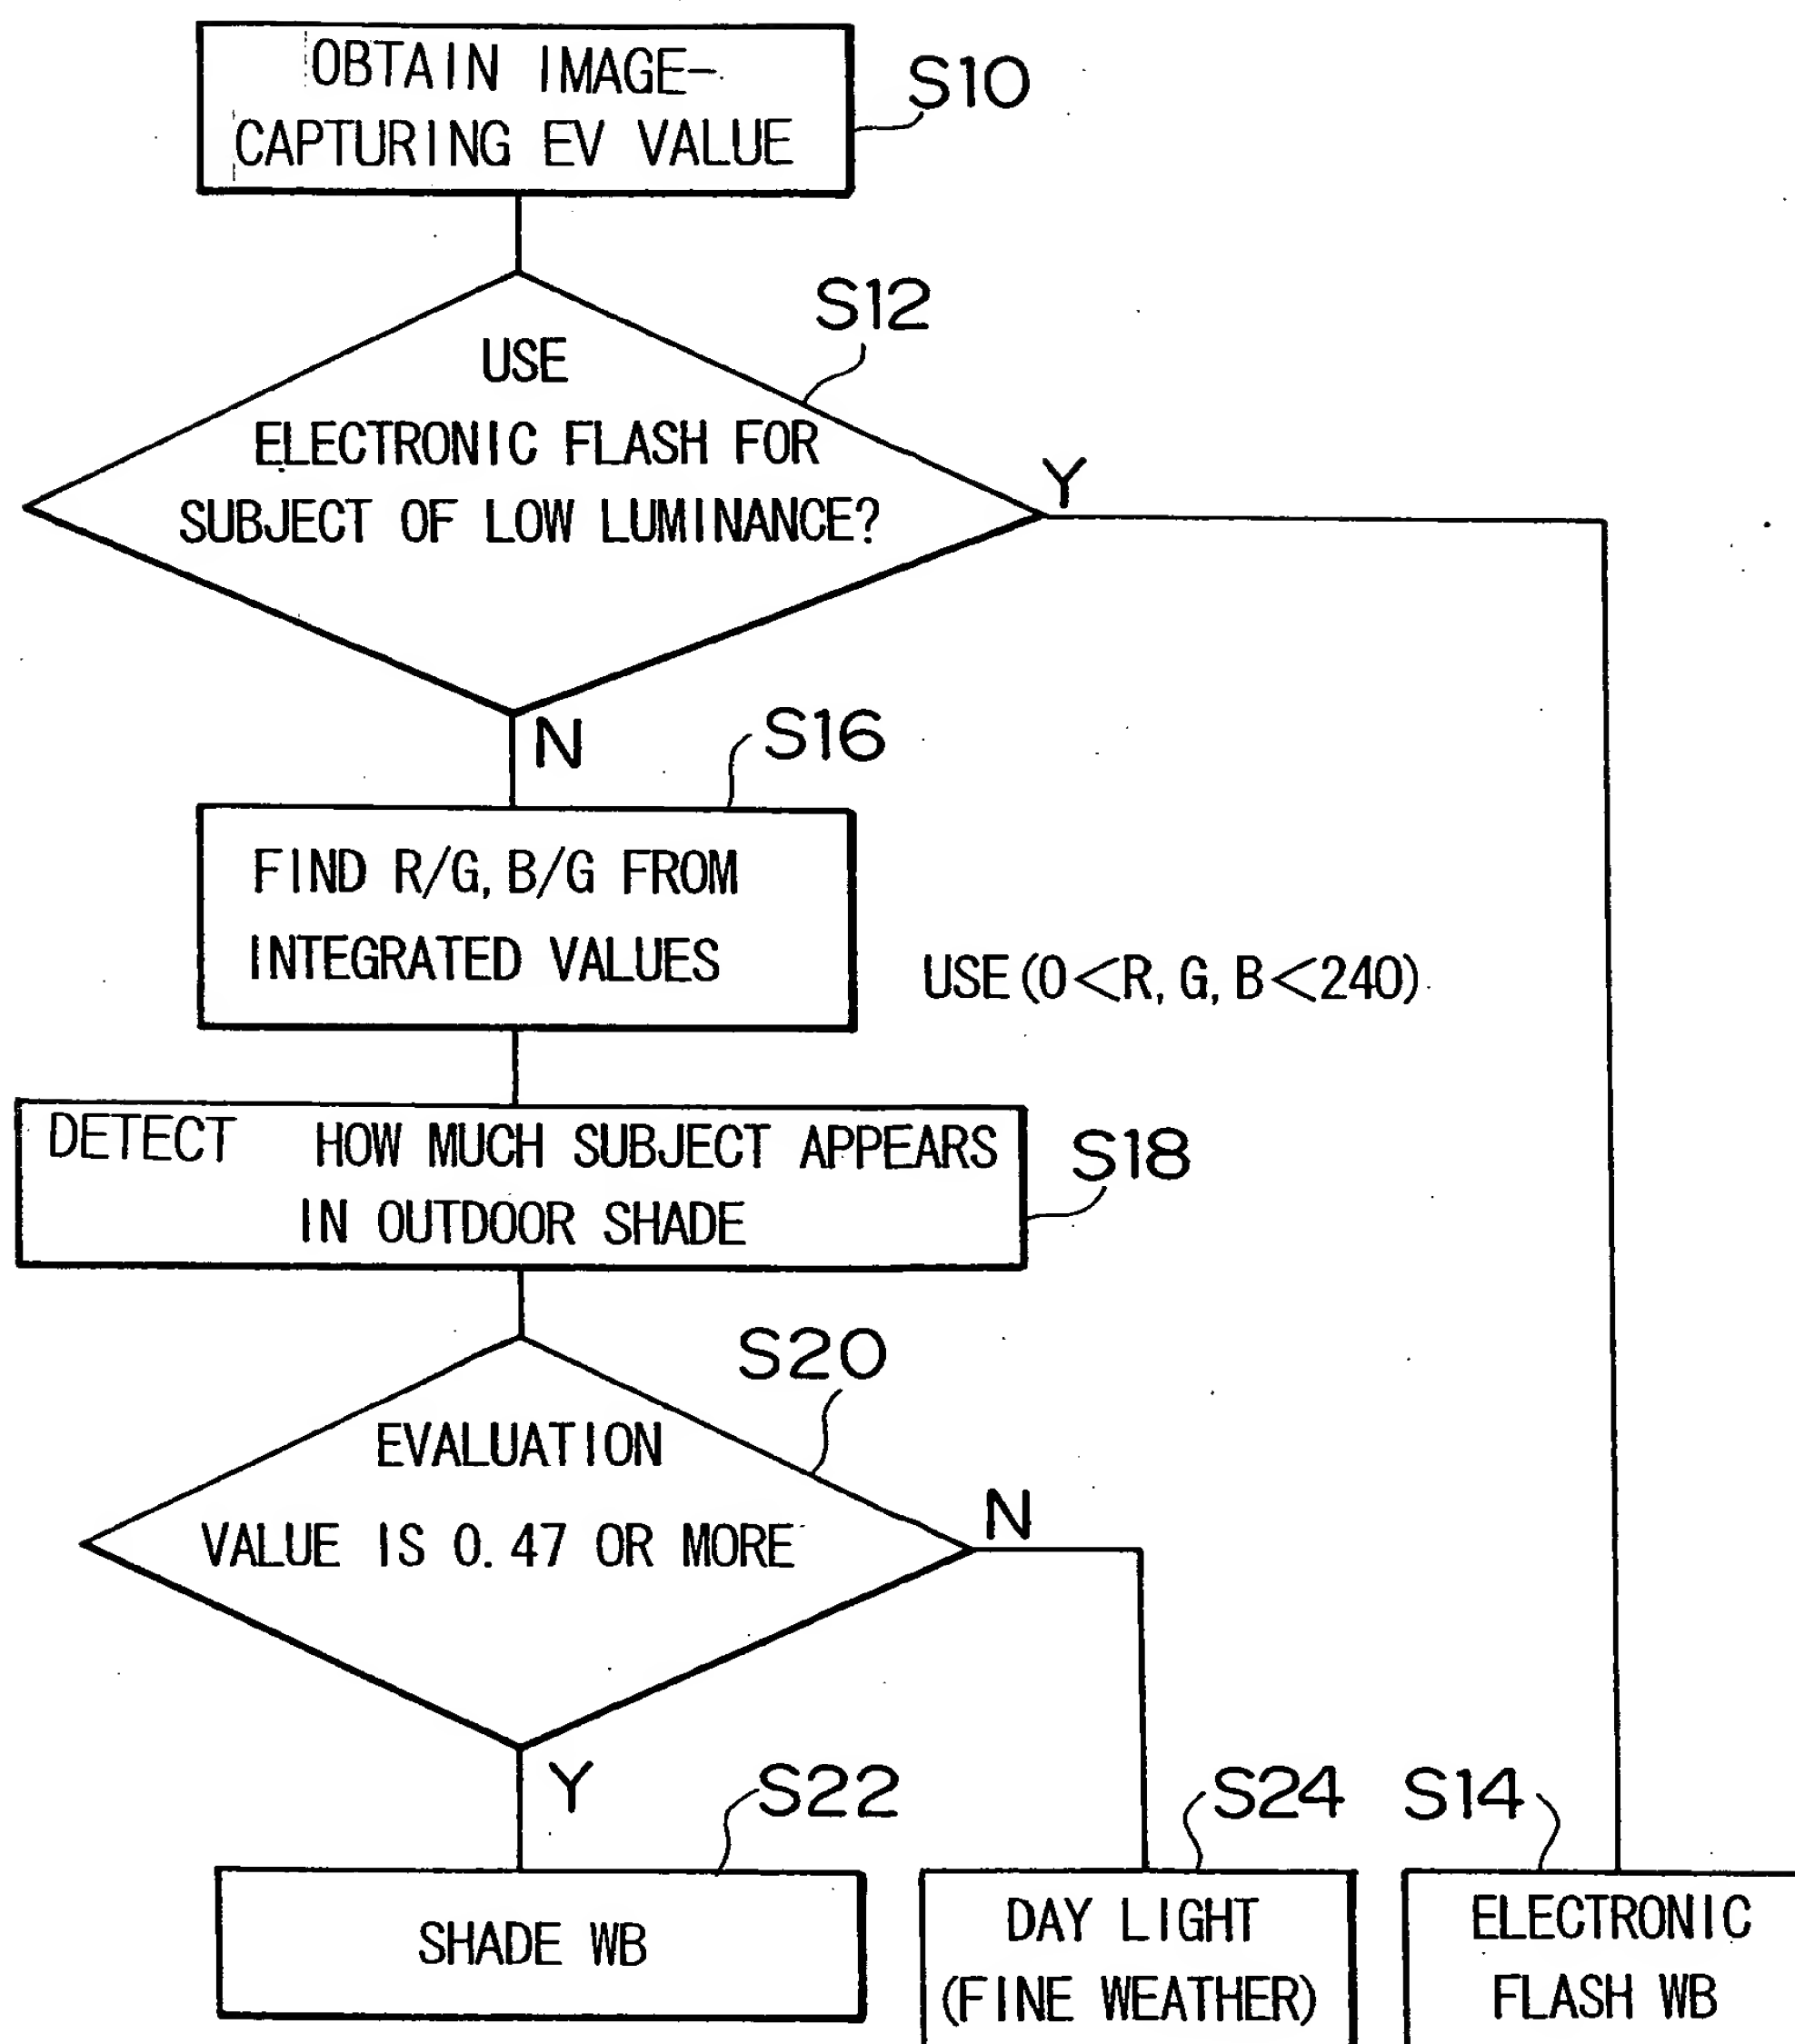 OBTAIN IMAGE-
CAPTURING EV VALUE
S10
S12
USE
ELECTRONIC FLASH FOR
SUBJECT OF LOW LUMINANCE?
Y
N
S16
FIND R/G, B/G FROM
INTEGRATED VALUES
USE (0<R, G, B<240)
DETECT HOW MUCH SUBJECT APPEARS
IN OUTDOOR SHADE
S18
S20
EVALUATION
VALUE IS 0.47 OR MORE
N
Y
S22
S24
S14
SHADE WB
DAY LIGHT
(FINE WEATHER)
ELECTRONIC
FLASH WB